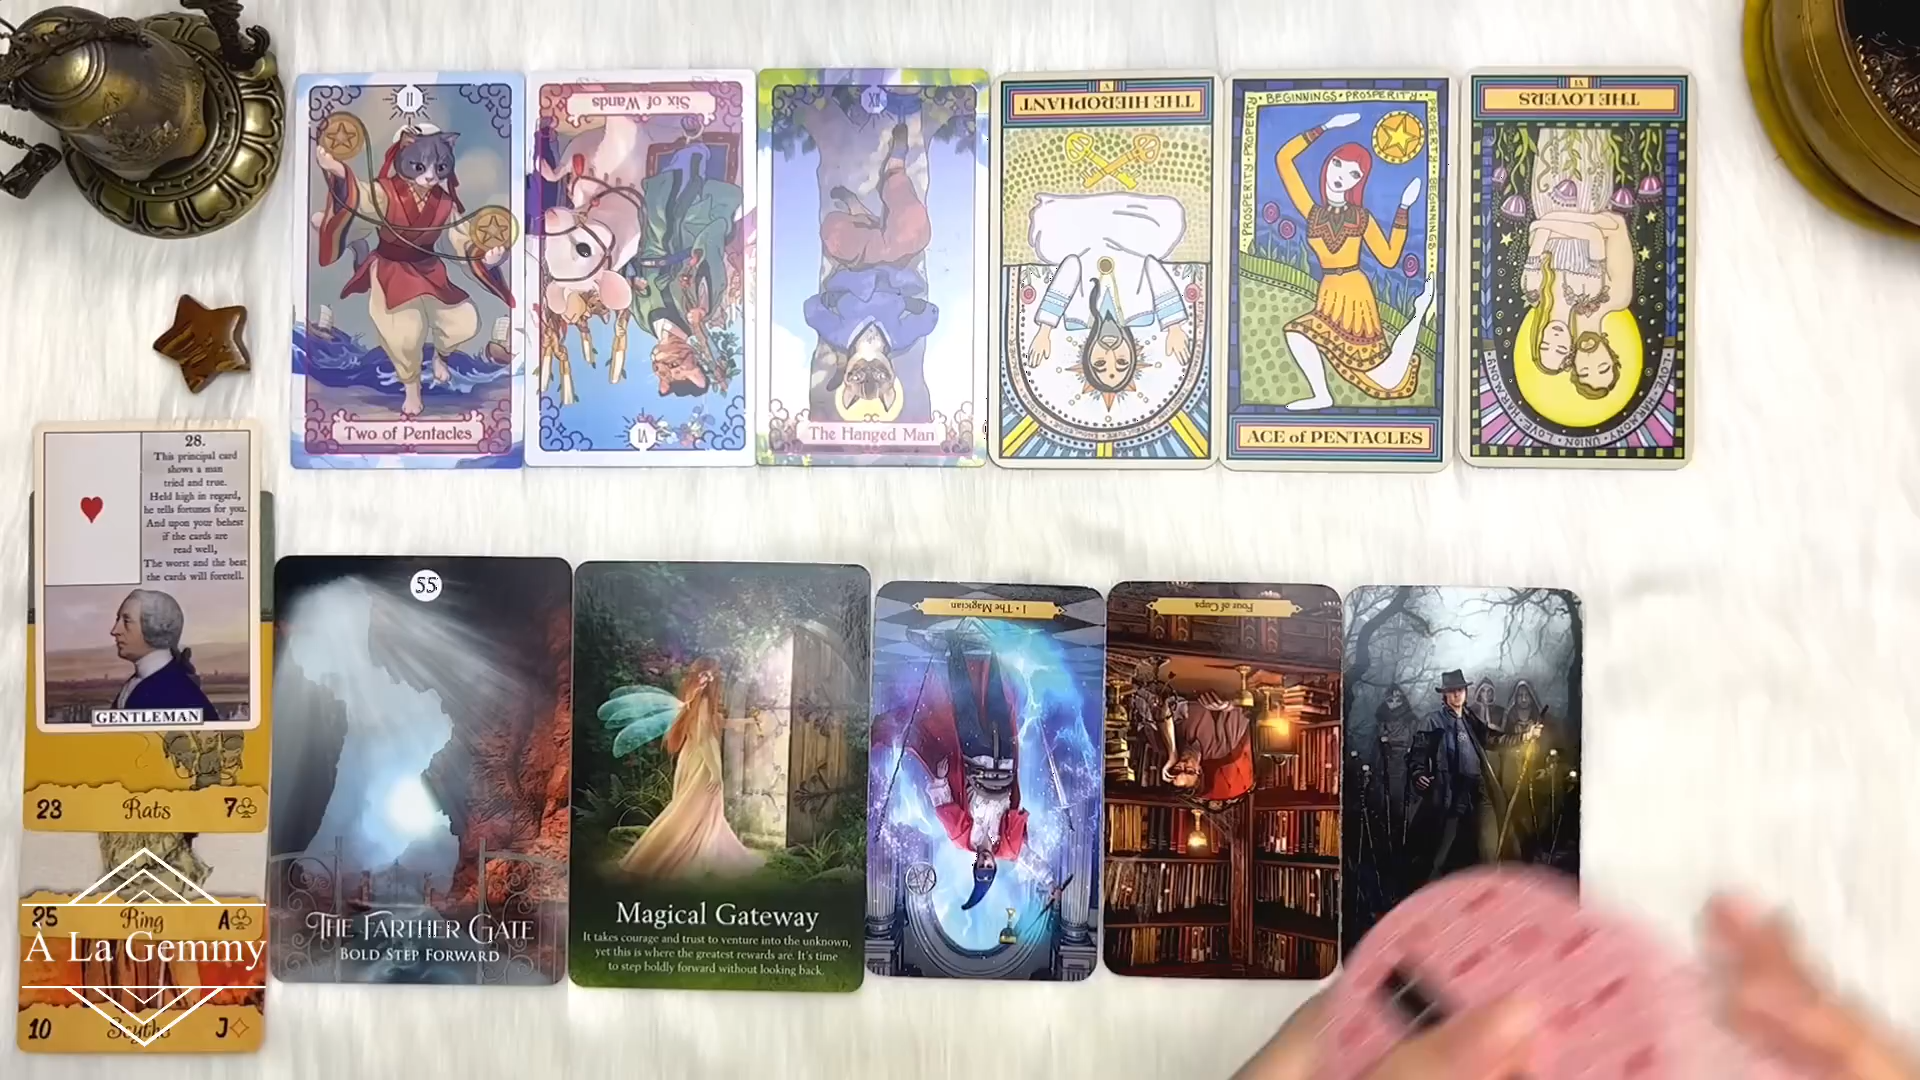 II
Two of Pentacles
Six of Wands
VI
XII
The Hanged Man
V
THE HIEROPHANT
BEGINNINGS · PROSPERITY
PROSPERITY · PROSPERITY
PROPERTY · BEGINNINGS
ACE of PENTACLES
VI
THE LOVERS
LOVE · HARMONY · UNION · LOVE · HARMONY
28.
This principal card
shows a man
tried and true.
Held high in regard,
he tells fortunes for you.
And upon your behest
if the cards are
read well,
The worst and the best
the cards will foretell.
GENTLEMAN
23 Rats 7♧
25 Ring A♧
À La Gemmy
10 Scythe J♢
55
THE FARTHER GATE
BOLD STEP FORWARD
Magical Gateway
It takes courage and trust to venture into the unknown,
yet this is where the greatest rewards are. It's time
to step boldly forward without looking back.
1 • The Magician
Four of Cups